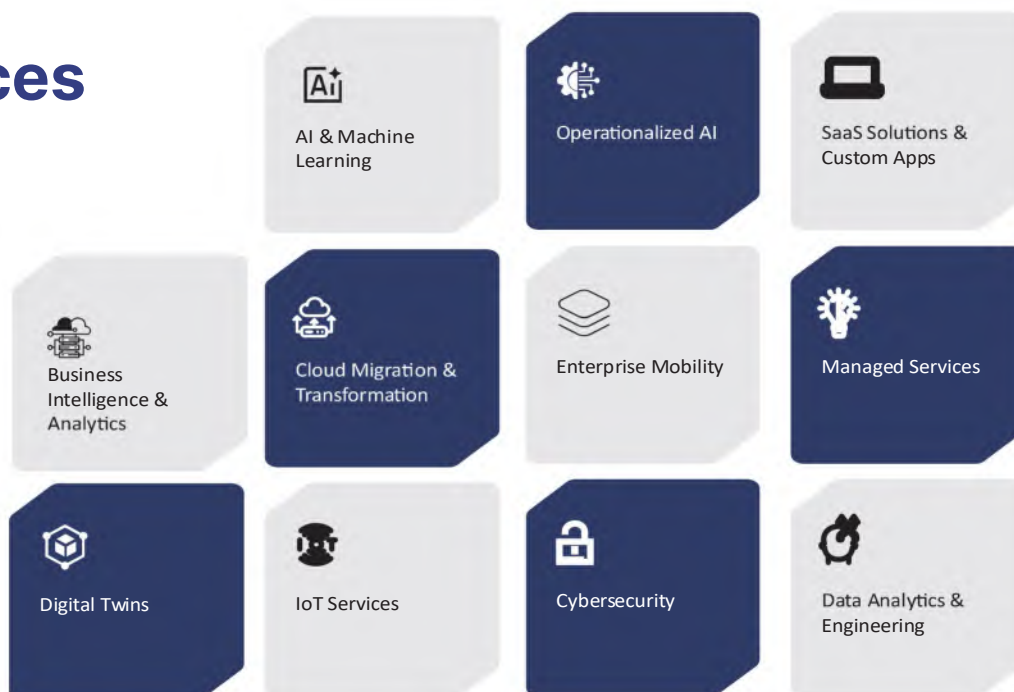 ces
AI & Machine
Learning
Operationalized AI
SaaS Solutions &
Custom Apps
Business
Intelligence &
Analytics
Cloud Migration &
Transformation
Enterprise Mobility
Managed Services
Digital Twins
IoT Services
Cybersecurity
Data Analytics &
Engineering